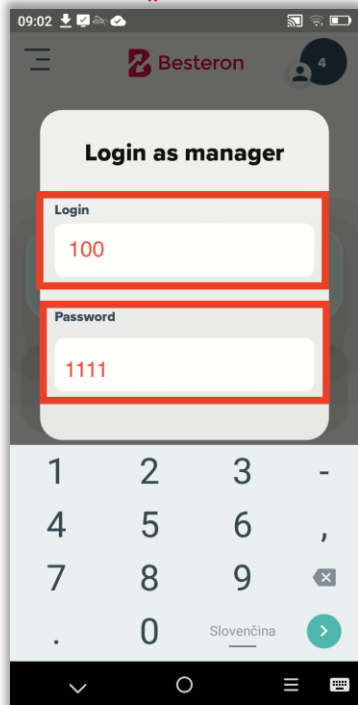 09:02
Besteron
4
Login as manager
Login
100
Password
1111
1 2 3 -
4 5 6 ,
7 8 9
. 0 Slovenčina